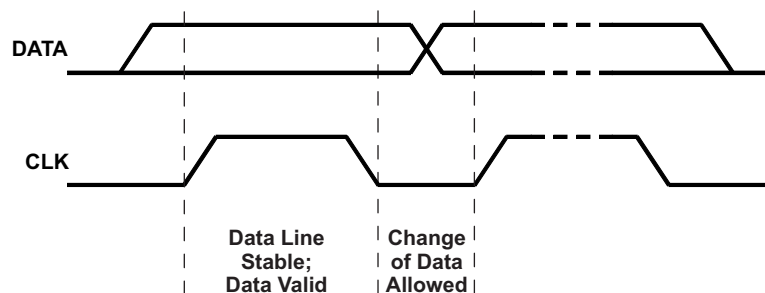 DATA
CLK
Data Line
Stable;
Data Valid
Change
of Data
Allowed